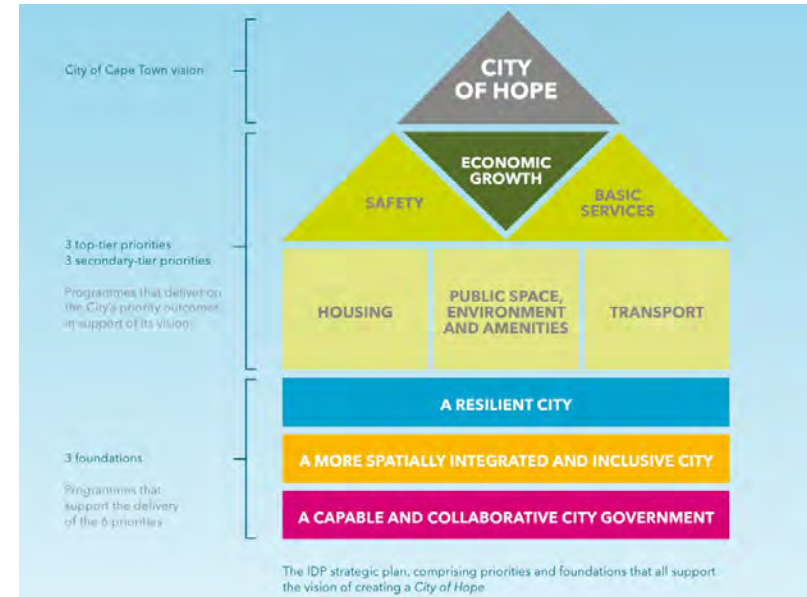 City of Cape Town vision
CITY
OF HOPE
ECONOMIC
GROWTH
SAFETY
BASIC
SERVICES
3 top-tier priorities
3 secondary-tier priorities
Programmes that deliver on
the City's priority outcomes
in support of its vision
HOUSING
PUBLIC SPACE,
ENVIRONMENT
AND AMENITIES
TRANSPORT
A RESILIENT CITY
3 foundations
A MORE SPATIALLY INTEGRATED AND INCLUSIVE CITY
Programmes that
support the delivery
of the 6 priorities
A CAPABLE AND COLLABORATIVE CITY GOVERNMENT
The IDP strategic plan, comprising priorities and foundations that all support
the vision of creating a City of Hope